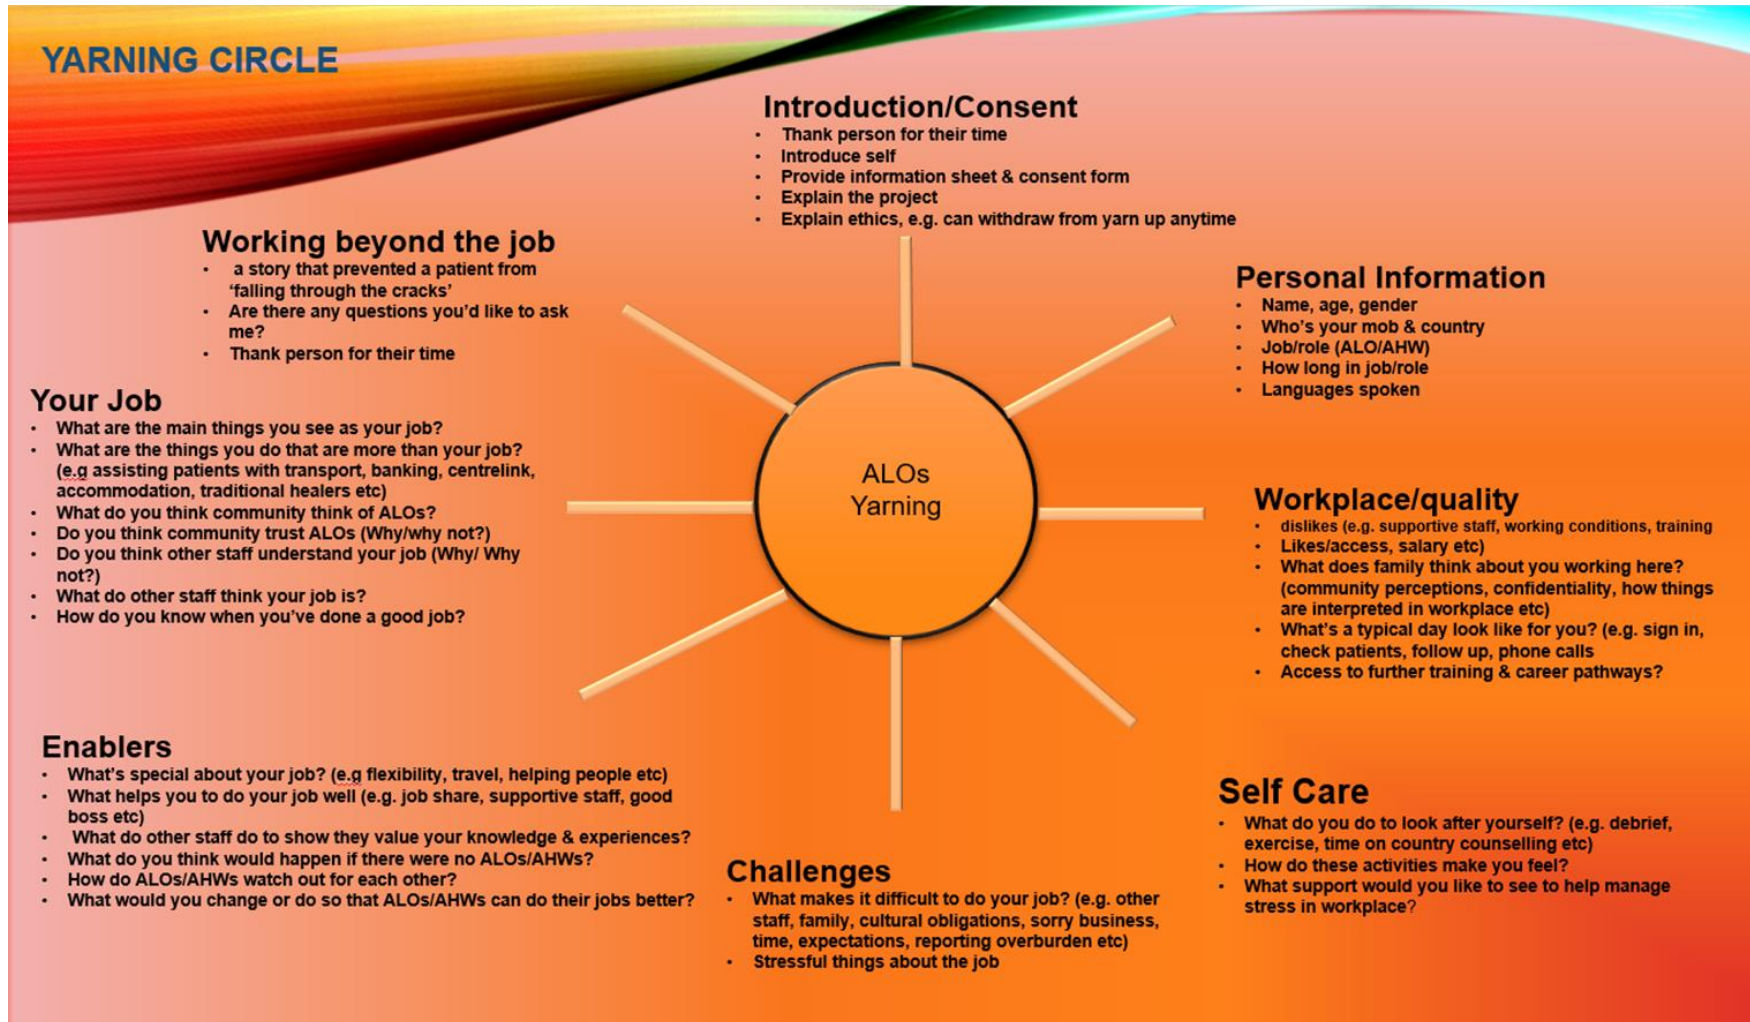 YARNING CIRCLE
Introduction/Consent
• Thank person for their time
• Introduce self
• Provide information sheet & consent form
• Explain the project
• Explain ethics, e.g. can withdraw from yarn up anytime
Personal Information
• Name, age, gender
• Who's your mob & country
• Job/role (ALO/AHW)
• How long in job/role
• Languages spoken
Workplace/quality
• dislikes (e.g. supportive staff, working conditions, training
• Likes/access, salary etc)
• What does family think about you working here?
(community perceptions, confidentiality, how things
are interpreted in workplace etc)
• What's a typical day look like for you? (e.g. sign in,
check patients, follow up, phone calls
• Access to further training & career pathways?
Self Care
• What do you do to look after yourself? (e.g. debrief,
exercise, time on country counselling etc)
• How do these activities make you feel?
• What support would you like to see to help manage
stress in workplace?
Challenges
• What makes it difficult to do your job? (e.g. other
staff, family, cultural obligations, sorry business,
time, expectations, reporting overburden etc)
• Stressful things about the job
Enablers
• What's special about your job? (e.g flexibility, travel, helping people etc)
• What helps you to do your job well (e.g. job share, supportive staff, good
boss etc)
• What do other staff do to show they value your knowledge & experiences?
• What do you think would happen if there were no ALOs/AHWs?
• How do ALOs/AHWs watch out for each other?
• What would you change or do so that ALOs/AHWs can do their jobs better?
Your Job
• What are the main things you see as your job?
• What are the things you do that are more than your job?
(e.g assisting patients with transport, banking, centrelink,
accommodation, traditional healers etc)
• What do you think community think of ALOs?
• Do you think community trust ALOs (Why/why not?)
• Do you think other staff understand your job (Why/ Why
not?)
• What do other staff think your job is?
• How do you know when you've done a good job?
Working beyond the job
• a story that prevented a patient from
‘falling through the cracks’
• Are there any questions you'd like to ask
me?
• Thank person for their time
ALOs
Yarning